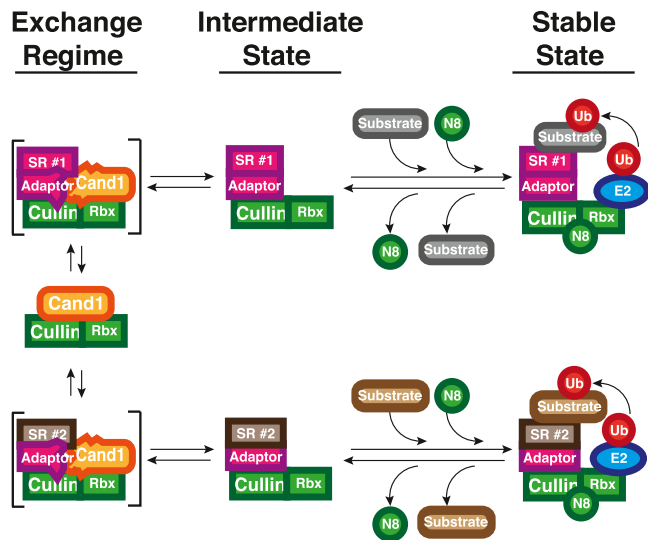 Exchange Regime
Intermediate State
Stable State
Substrate
N8
Ub
Substrate
SR #1
Adaptor
Cand1
Cullin
Rbx
SR #1
Adaptor
Cullin
Rbx
N8
Substrate
SR #1
Adaptor
Ub
E2
Cullin
Rbx
N8
Cand1
Cullin
Rbx
Substrate
N8
Ub
Substrate
SR #2
Adaptor
Cand1
Cullin
Rbx
SR #2
Adaptor
Cullin
Rbx
N8
Substrate
SR #2
Adaptor
Ub
E2
Cullin
Rbx
N8